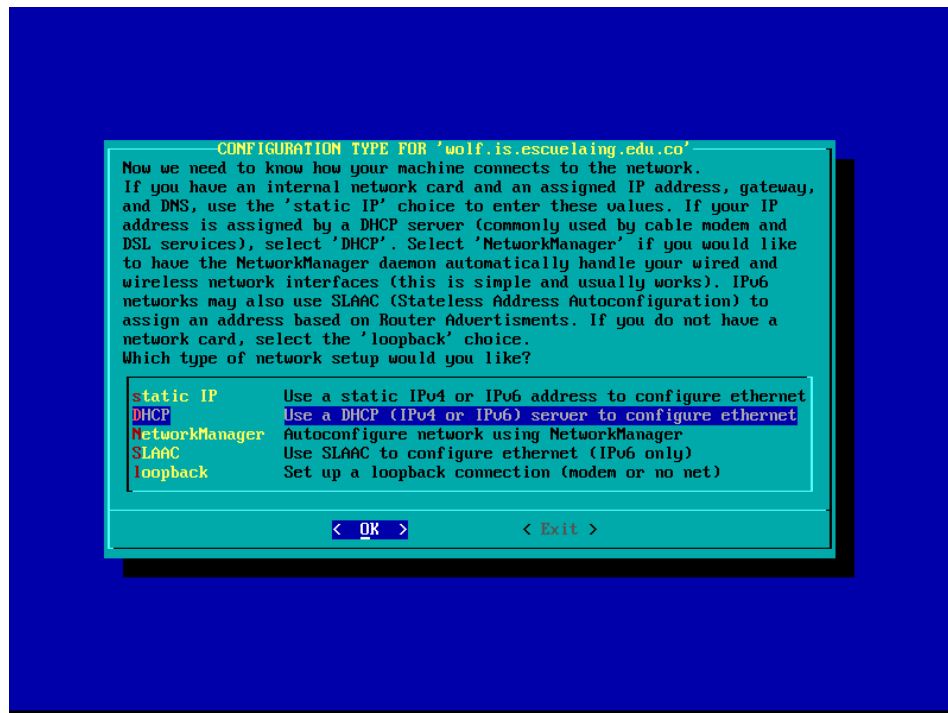 CONFIGURATION TYPE FOR 'wolf.is.escuelaing.edu.co'
Now we need to know how your machine connects to the network.
If you have an internal network card and an assigned IP address, gateway,
and DNS, use the 'static IP' choice to enter these values. If your IP
address is assigned by a DHCP server (commonly used by cable modem and
DSL services), select 'DHCP'. Select 'NetworkManager' if you would like
to have the NetworkManager daemon automatically handle your wired and
wireless network interfaces (this is simple and usually works). IPv6
networks may also use SLAAC (Stateless Address Autoconfiguration) to
assign an address based on Router Advertisments. If you do not have a
network card, select the 'loopback' choice.
Which type of network setup would you like?
static IP Use a static IPv4 or IPv6 address to configure ethernet
DHCP Use a DHCP (IPv4 or IPv6) server to configure ethernet
NetworkManager Autoconfigure network using NetworkManager
SLAAC Use SLAAC to configure ethernet (IPv6 only)
loopback Set up a loopback connection (modem or no net)
< OK > < Exit >